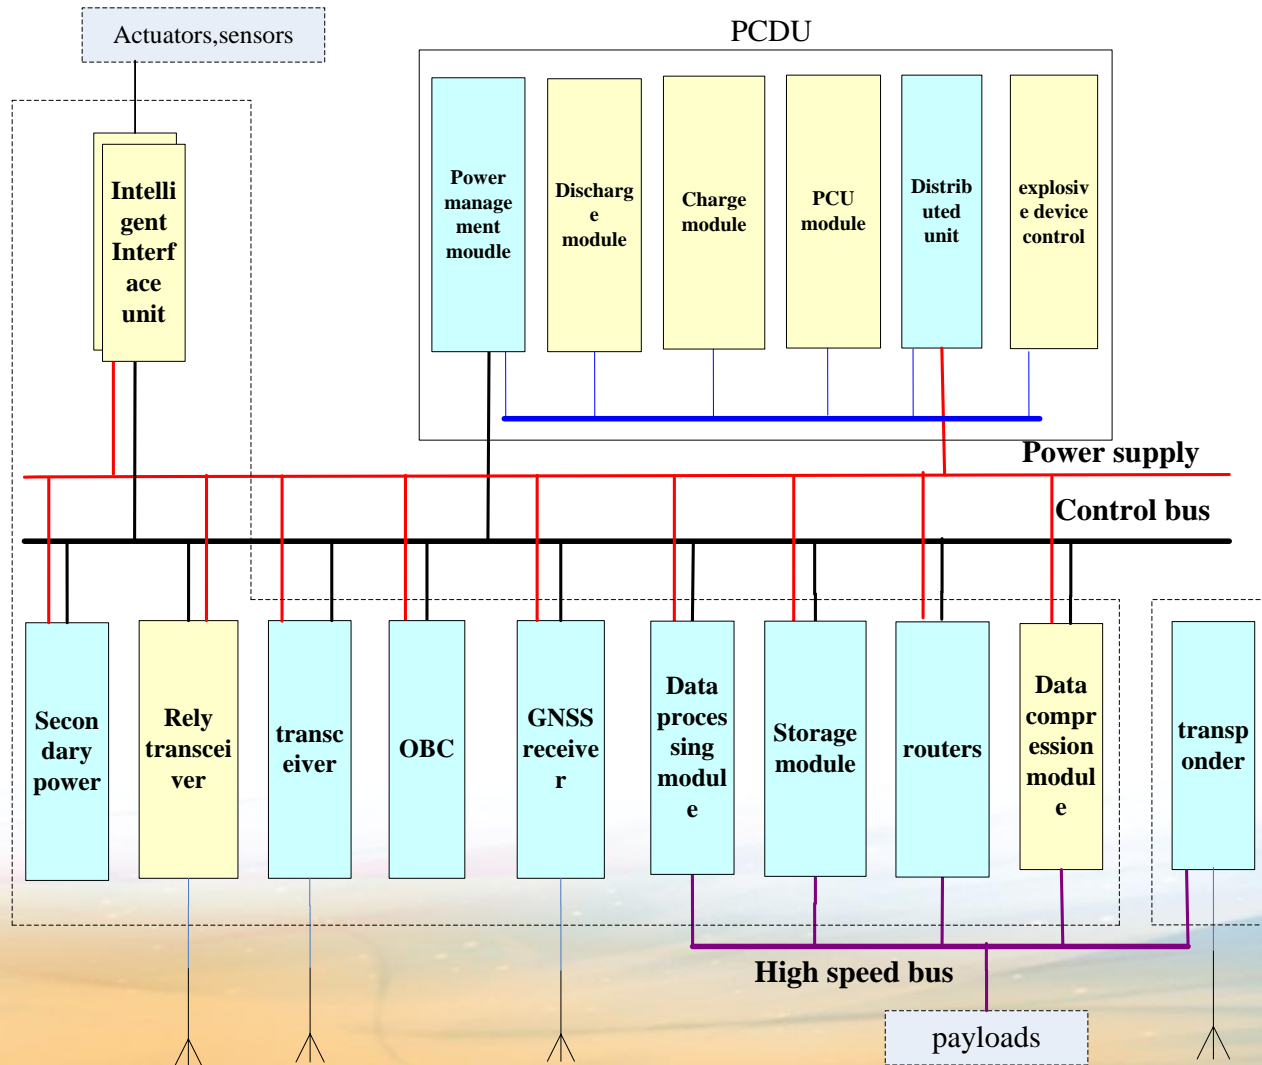 Actuators,sensors
PCDU
Intelli
gent
Interf
ace
unit
Power
manage
ment
moudle
Discharg
e
module
Charge
module
PCU
module
Distrib
uted
unit
explosiv
e device
control
Power supply
Control bus
Secon
dary
power
Rely
transcei
ver
transc
eiver
OBC
GNSS
receive
r
Data
proces
sing
modul
e
Storage
module
routers
Data
compr
ession
modul
e
transp
onder
High speed bus
payloads